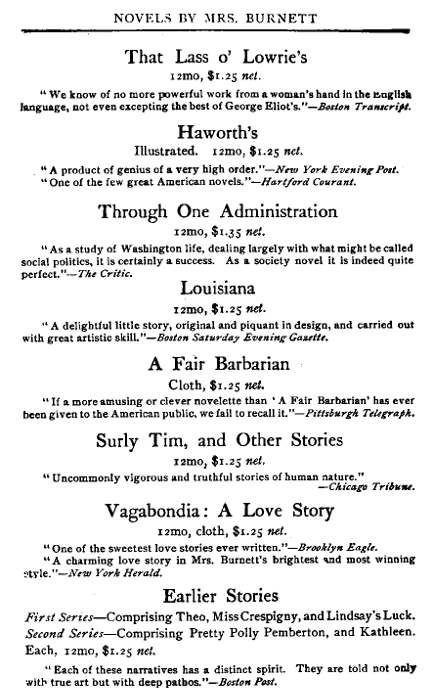 NOVELS BY MRS. BURNETT
That Lass o' Lowrie's
12mo, $1.25 net.
"We know of no more powerful work from a woman's hand in the English
language, not even excepting the best of George Eliot's."—Boston Transcript.
Haworth's
Illustrated. 12mo, $1.25 net.
"A product of genius of a very high order."—New York Evening Post.
"One of the few great American novels."—Hartford Courant.
Through One Administration
12mo, $1.35 net.
"As a study of Washington life, dealing largely with what might be called
social politics, it is certainly a success. As a society novel it is indeed quite
perfect."—The Critic.
Louisiana
12mo, $1.25 net.
"A delightful little story, original and piquant in design, and carried out
with great artistic skill."—Boston Saturday Evening Gazette.
A Fair Barbarian
Cloth, $1.25 net.
"If a more amusing or clever novelette than 'A Fair Barbarian' has ever
been given to the American public, we fail to recall it."—Pittsburgh Telegraph.
Surly Tim, and Other Stories
12mo, $1.25 net.
"Uncommonly vigorous and truthful stories of human nature."
—Chicago Tribune.
Vagabondia: A Love Story
12mo, cloth, $1.25 net.
"One of the sweetest love stories ever written."—Brooklyn Eagle.
"A charming love story in Mrs. Burnett's brightest and most winning
style."—New York Herald.
Earlier Stories
First Series—Comprising Theo, Miss Crespigny, and Lindsay's Luck.
Second Series—Comprising Pretty Polly Pemberton, and Kathleen.
Each, 12mo, $1.25 net.
"Each of these narratives has a distinct spirit. They are told not only
with true art but with deep pathos."—Boston Post.